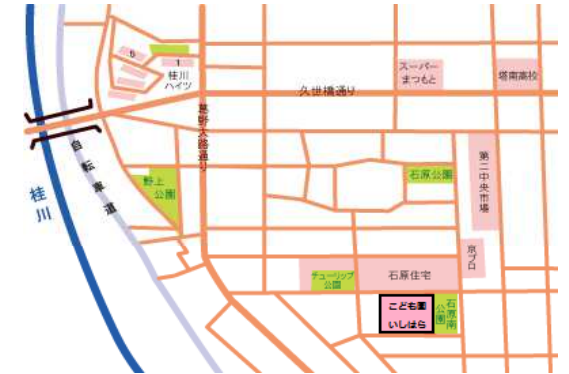 6
1
桂川
ハイツ
スーパー
まつもと
塔南高校
久世橋通り
葛野大路通り
自転車道
桂川
野上
公園
石原公園
第二中央市場
京プロ
チューリップ
公園
石原住宅
こども園
いしはら
石原南
公園